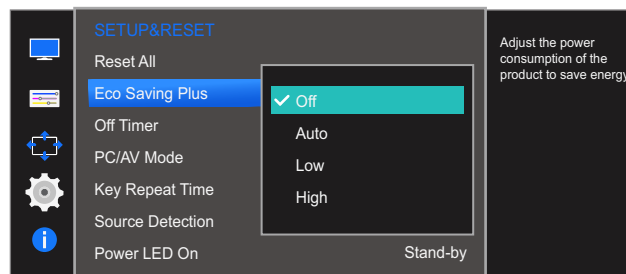 SETUP&RESET
Reset All
Eco Saving Plus
Off Timer
PC/AV Mode
Key Repeat Time
Source Detection
Power LED On
Stand-by
Off
Auto
Low
High
Adjust the power
consumption of the
product to save energy
i